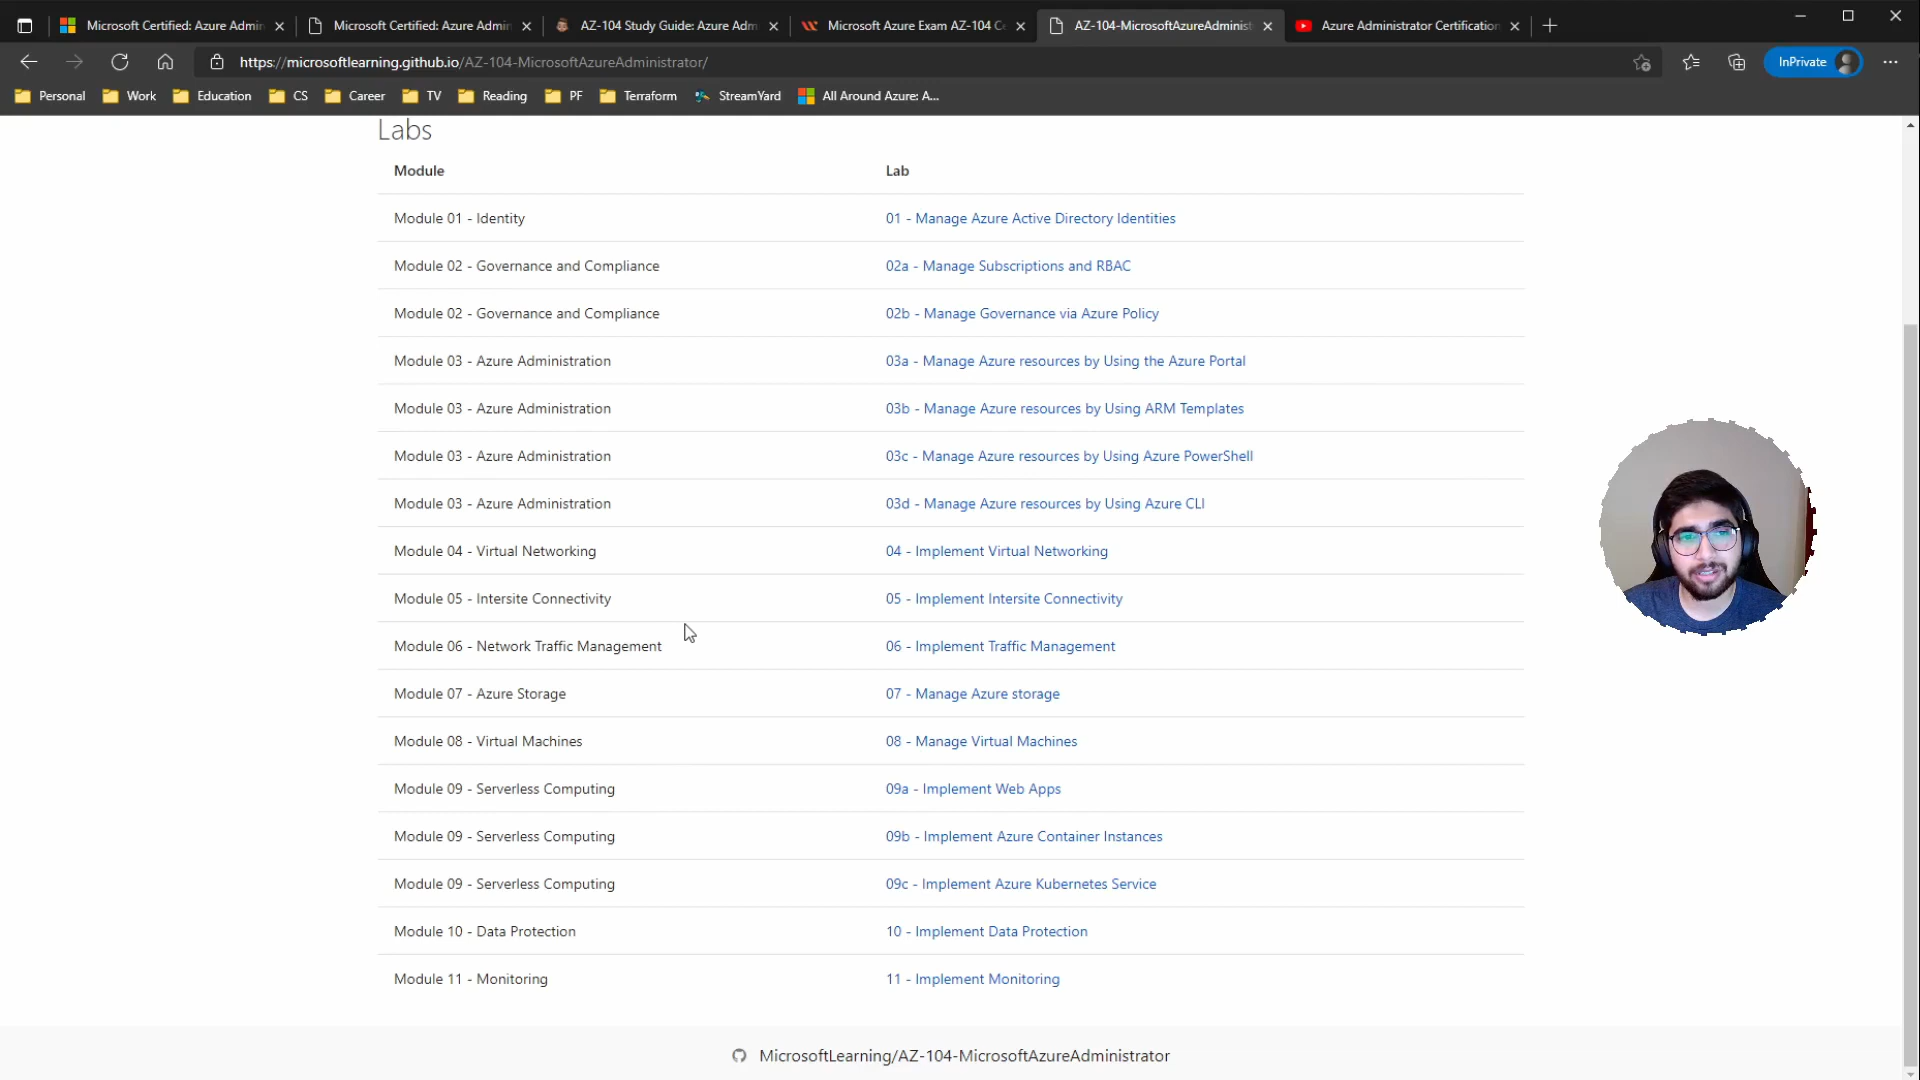 Microsoft Certified: Azure Admin
Microsoft Certified: Azure Admin
AZ-104 Study Guide: Azure Adm
Microsoft Azure Exam AZ-104 Ce
AZ-104-MicrosoftAzureAdminist
Azure Administrator Certification
https://microsoftlearning.github.io/AZ-104-MicrosoftAzureAdministrator/
InPrivate
Personal
Work
Education
CS
Career
TV
Reading
PF
Terraform
StreamYard
All Around Azure: A...
Labs
Module Lab
Module 01 - Identity 01 - Manage Azure Active Directory Identities
Module 02 - Governance and Compliance 02a - Manage Subscriptions and RBAC
Module 02 - Governance and Compliance 02b - Manage Governance via Azure Policy
Module 03 - Azure Administration 03a - Manage Azure resources by Using the Azure Portal
Module 03 - Azure Administration 03b - Manage Azure resources by Using ARM Templates
Module 03 - Azure Administration 03c - Manage Azure resources by Using Azure PowerShell
Module 03 - Azure Administration 03d - Manage Azure resources by Using Azure CLI
Module 04 - Virtual Networking 04 - Implement Virtual Networking
Module 05 - Intersite Connectivity 05 - Implement Intersite Connectivity
Module 06 - Network Traffic Management 06 - Implement Traffic Management
Module 07 - Azure Storage 07 - Manage Azure storage
Module 08 - Virtual Machines 08 - Manage Virtual Machines
Module 09 - Serverless Computing 09a - Implement Web Apps
Module 09 - Serverless Computing 09b - Implement Azure Container Instances
Module 09 - Serverless Computing 09c - Implement Azure Kubernetes Service
Module 10 - Data Protection 10 - Implement Data Protection
Module 11 - Monitoring 11 - Implement Monitoring
MicrosoftLearning/AZ-104-MicrosoftAzureAdministrator